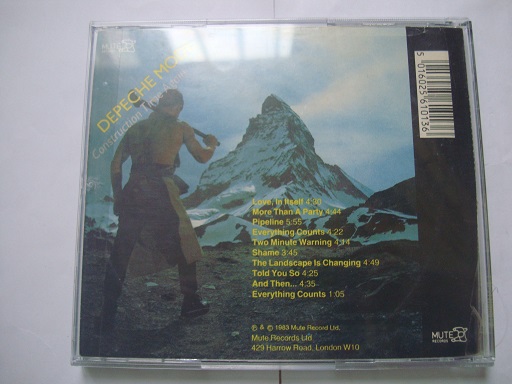 MUTE
DEPECHE MODE
Construction Time Again
5016025610136
Love, In Itself 4:30
More Than A Party 4:44
Pipeline 5:55
Everything Counts 4:22
Two Minute Warning 4:14
Shame 3:45
The Landscape Is Changing 4:49
Told You So 4:25
And Then... 4:35
Everything Counts 1:05
℗ & © 1983 Mute Record Ltd.
Mute Records Ltd
429 Harrow Road, London W10
MUTE
RECORDS